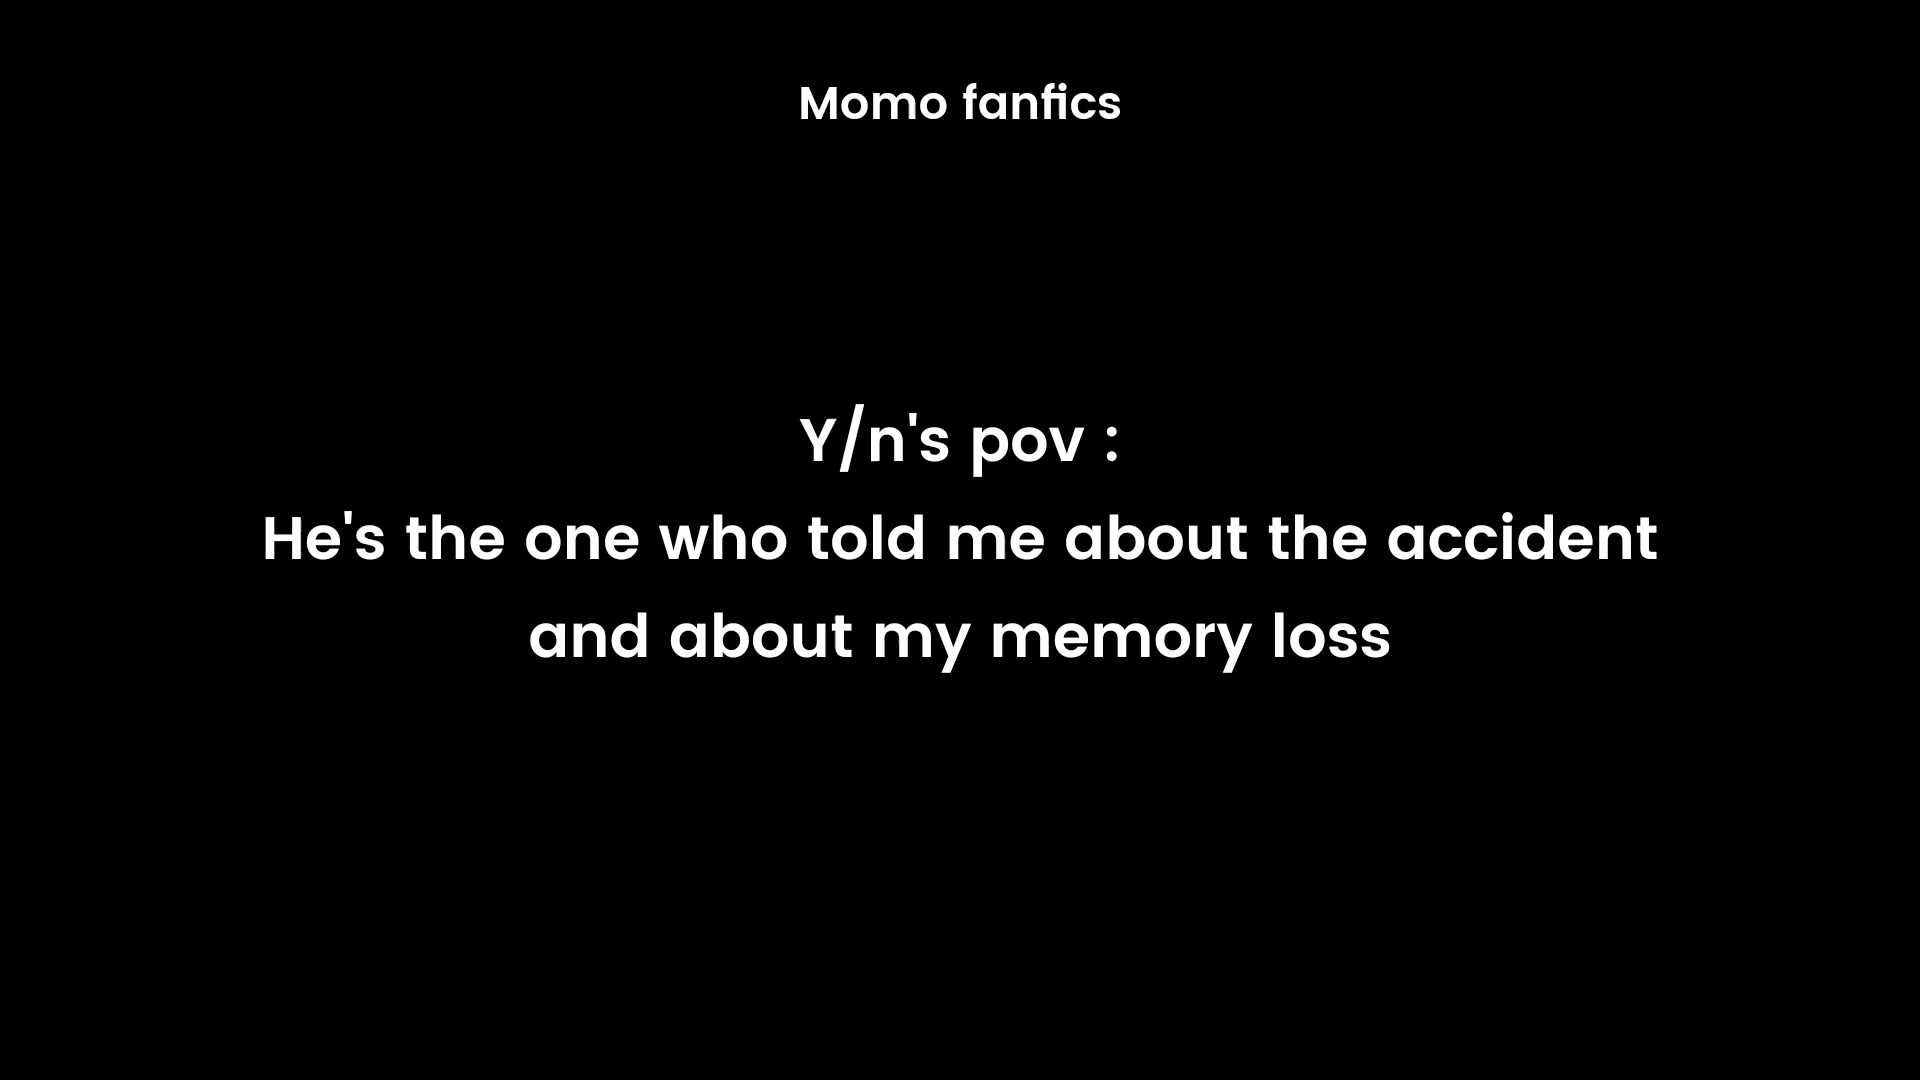 Momo fanfics
Y/n's pov :
He's the one who told me about the accident
and about my memory loss